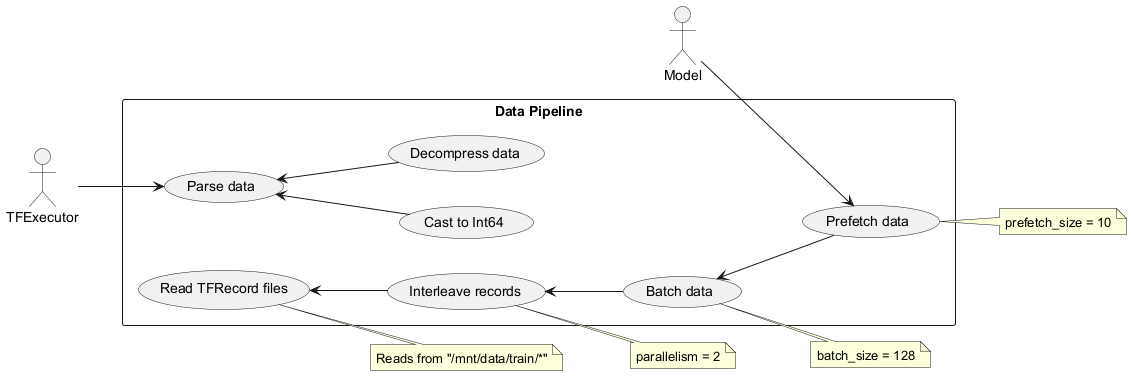 Model
Data Pipeline
Decompress data
Parse data
TFExecutor
Cast to Int64
Prefetch data
prefetch_size = 10
Read TFRecord files
Interleave records
Batch data
Reads from "/mnt/data/train/*"
parallelism = 2
batch_size = 128